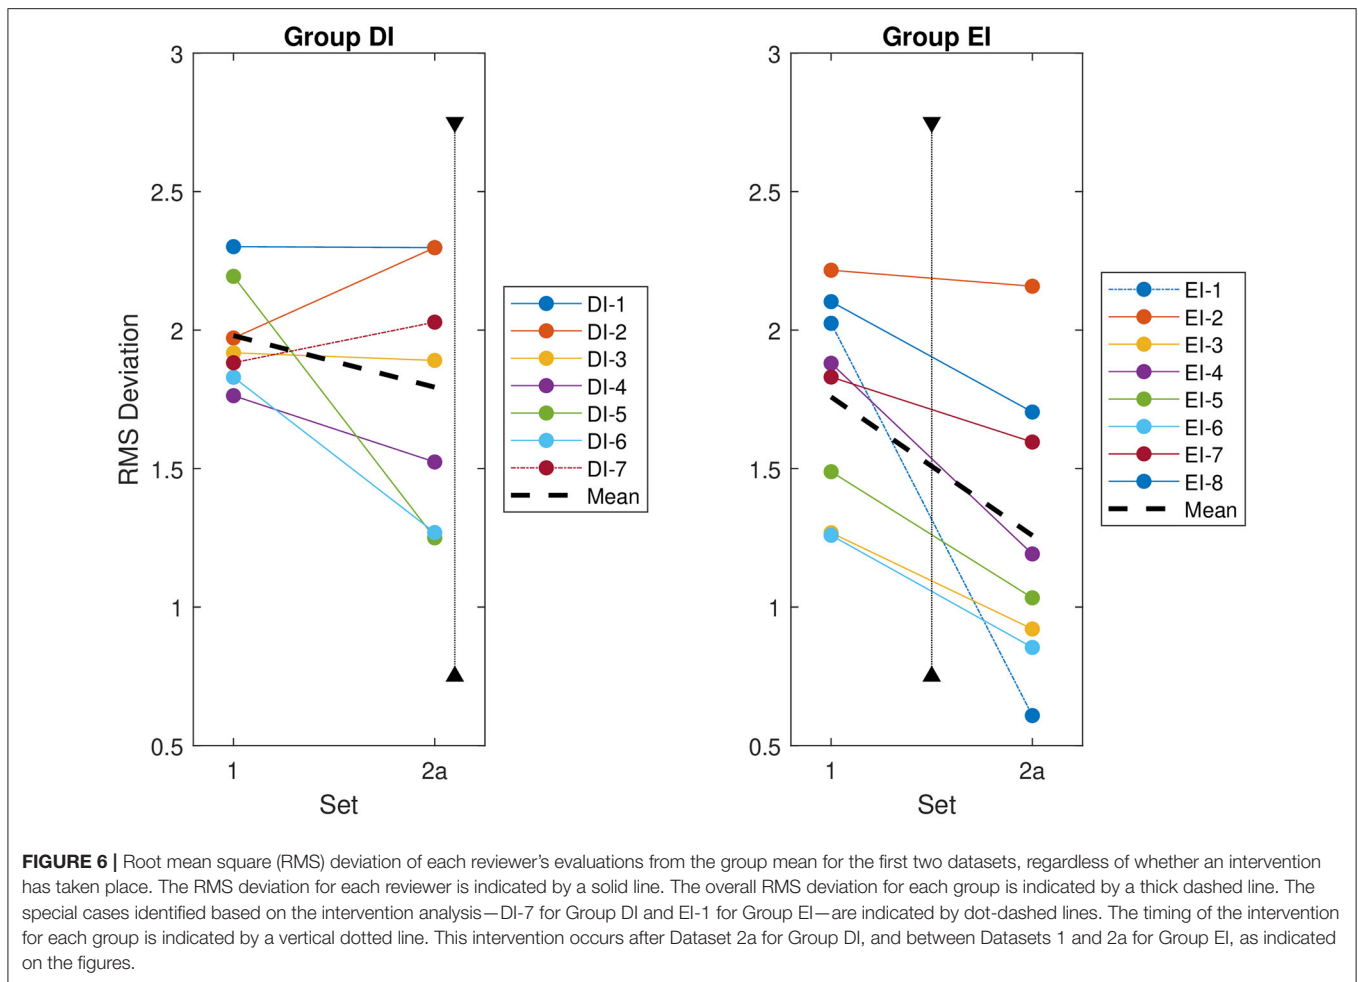 Group DI
3
2.5
2
1.5
1
0.5
RMS Deviation
1
2a
Set
DI-1
DI-2
DI-3
DI-4
DI-5
DI-6
DI-7
Mean
Group EI
3
2.5
2
1.5
1
0.5
1
2a
Set
EI-1
EI-2
EI-3
EI-4
EI-5
EI-6
EI-7
EI-8
Mean
FIGURE 6 | Root mean square (RMS) deviation of each reviewer's evaluations from the group mean for the first two datasets, regardless of whether an intervention
has taken place. The RMS deviation for each reviewer is indicated by a solid line. The overall RMS deviation for each group is indicated by a thick dashed line. The
special cases identified based on the intervention analysis—DI-7 for Group DI and EI-1 for Group EI—are indicated by dot-dashed lines. The timing of the intervention
for each group is indicated by a vertical dotted line. This intervention occurs after Dataset 2a for Group DI, and between Datasets 1 and 2a for Group EI, as indicated
on the figures.